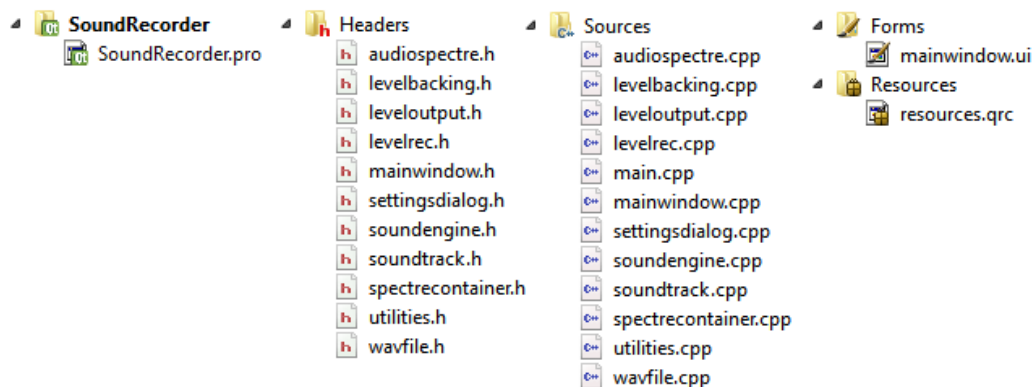 SoundRecorder
SoundRecorder.pro
Headers
audiospectre.h
levelbacking.h
leveloutput.h
levelrec.h
mainwindow.h
settingsdialog.h
soundengine.h
soundtrack.h
spectrecontainer.h
utilities.h
wavfile.h
Sources
audiospectre.cpp
levelbacking.cpp
leveloutput.cpp
levelrec.cpp
main.cpp
mainwindow.cpp
settingsdialog.cpp
soundengine.cpp
soundtrack.cpp
spectrecontainer.cpp
utilities.cpp
wavfile.cpp
Forms
mainwindow.ui
Resources
resources.qrc